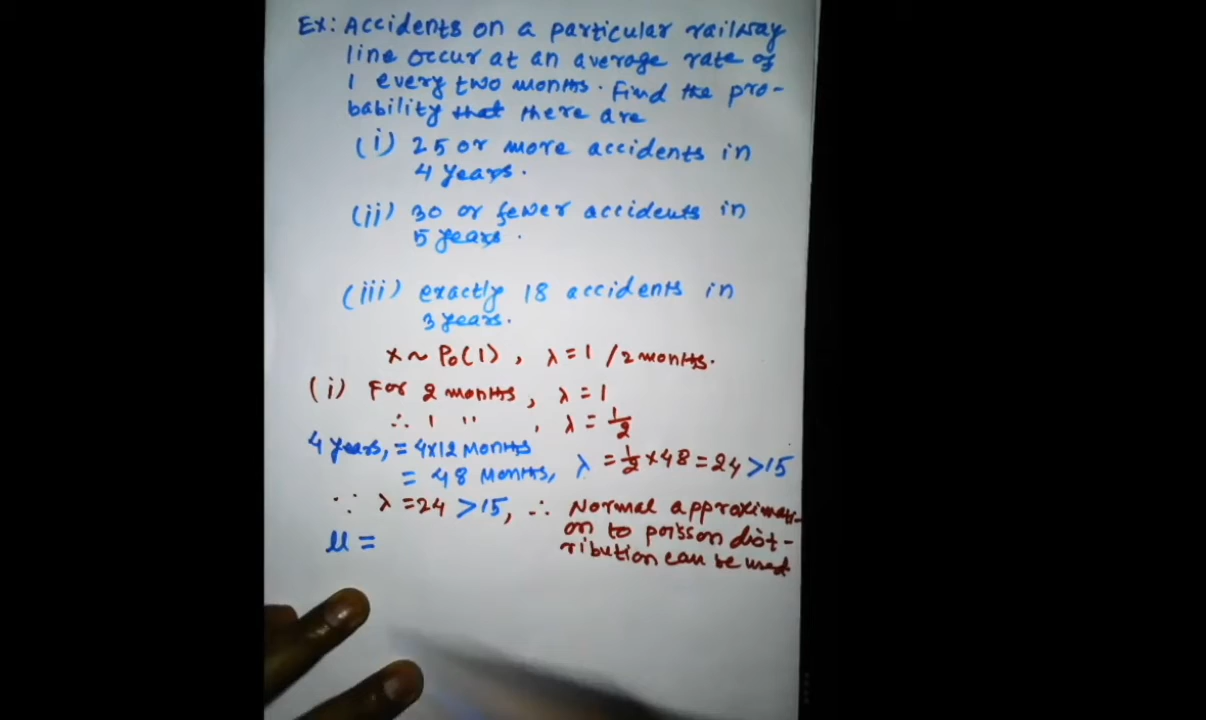 Ex: Accidents on a particular railway
line occur at an average rate of
1 every two months. Find the pro-
bability that there are
(i) 25 or more accidents in
4 years.
(ii) 30 or fewer accidents in
5 years.
(iii) exactly 18 accidents in
3 years.
x ~ Po(1), λ = 1 / 2 months.
(i) For 2 months, λ = 1
∴ 1 ", λ = 1/2
4 years, = 4x12 Months
= 48 Months, λ = 1/2 x 48 = 24 > 15
∵ λ = 24 > 15, ∴ Normal approximati-
on to poisson dist-
ribution can be used
μ =